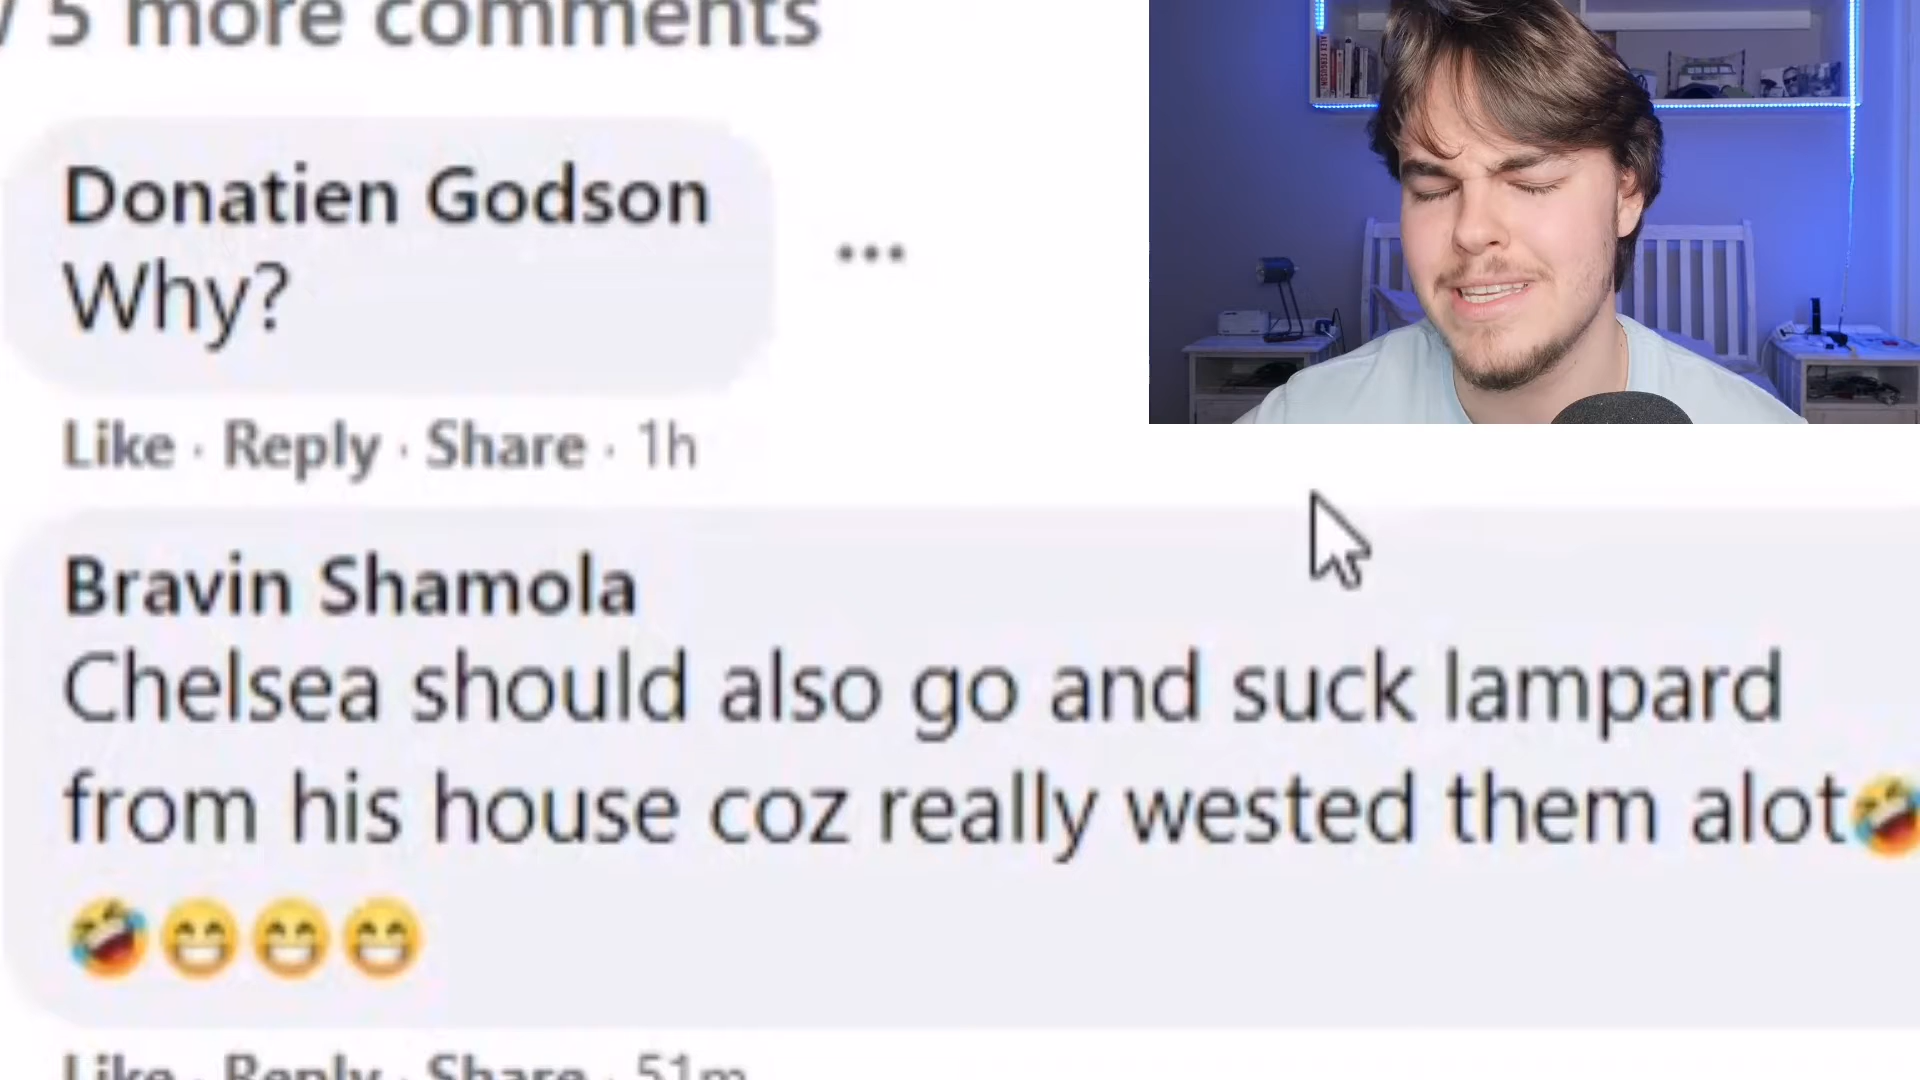 5 more comments
Donatien Godson
Why?
Like · Reply · Share · 1h
Bravin Shamola
Chelsea should also go and suck lampard
from his house coz really wested them alot🤣
🤣😁😁😁
Like · Reply · Share · 51m